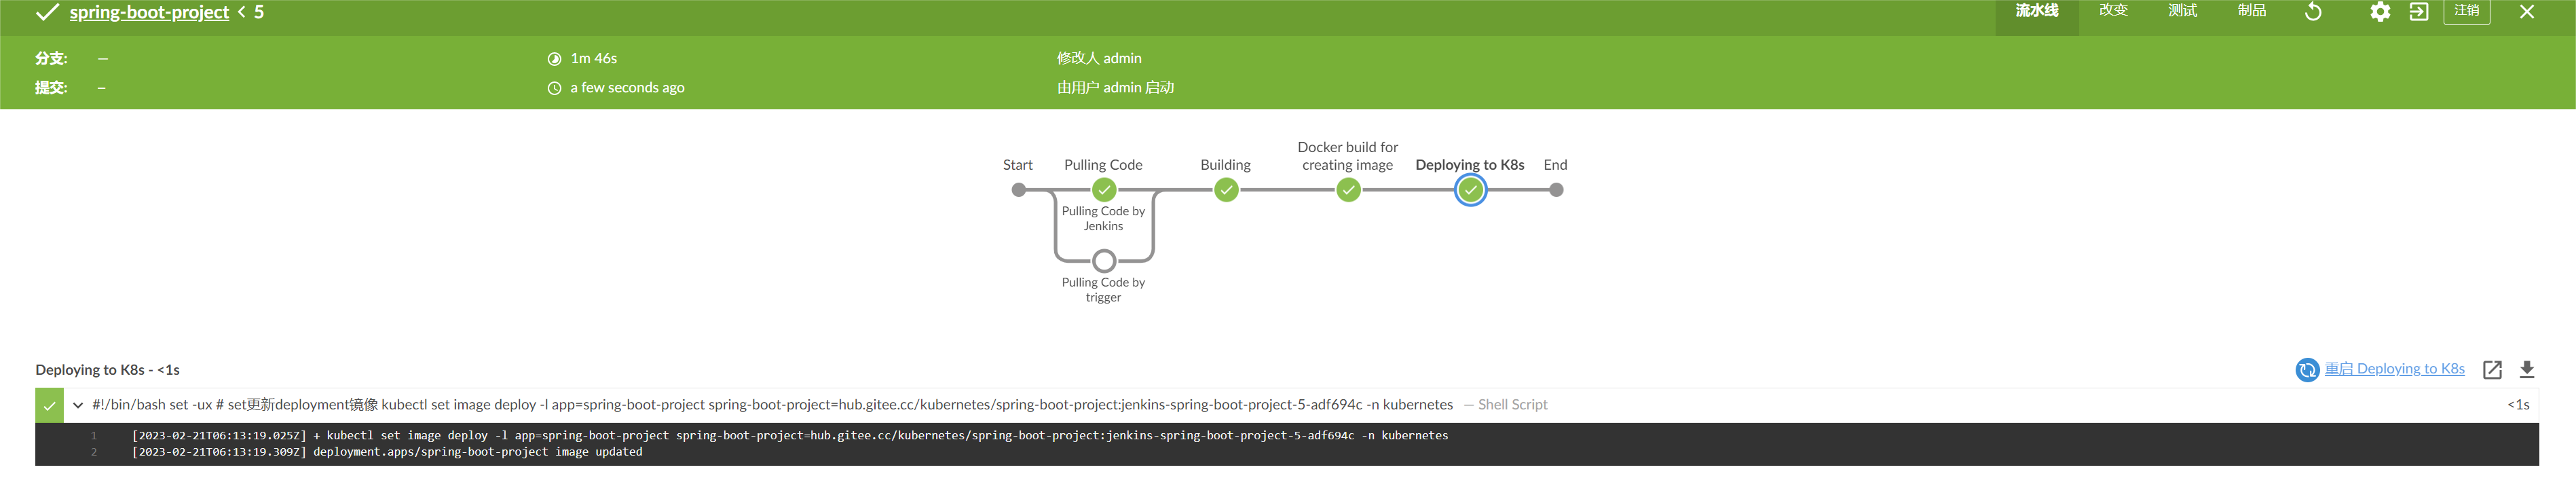 spring-boot-project < 5
流水线 改变 测试 制品 注销
分支: — 1m 46s 修改人 admin
提交: – a few seconds ago 由用户 admin 启动
Start
Pulling Code
Building
Docker build for
creating image
Deploying to K8s
End
Pulling Code by
Jenkins
Pulling Code by
trigger
Deploying to K8s - <1s
重启 Deploying to K8s
#!/bin/bash set -ux # set更新deployment镜像 kubectl set image deploy -l app=spring-boot-project spring-boot-project=hub.gitee.cc/kubernetes/spring-boot-project:jenkins-spring-boot-project-5-adf694c -n kubernetes — Shell Script <1s
1 [2023-02-21T06:13:19.025Z] + kubectl set image deploy -l app=spring-boot-project spring-boot-project=hub.gitee.cc/kubernetes/spring-boot-project:jenkins-spring-boot-project-5-adf694c -n kubernetes
2 [2023-02-21T06:13:19.309Z] deployment.apps/spring-boot-project image updated